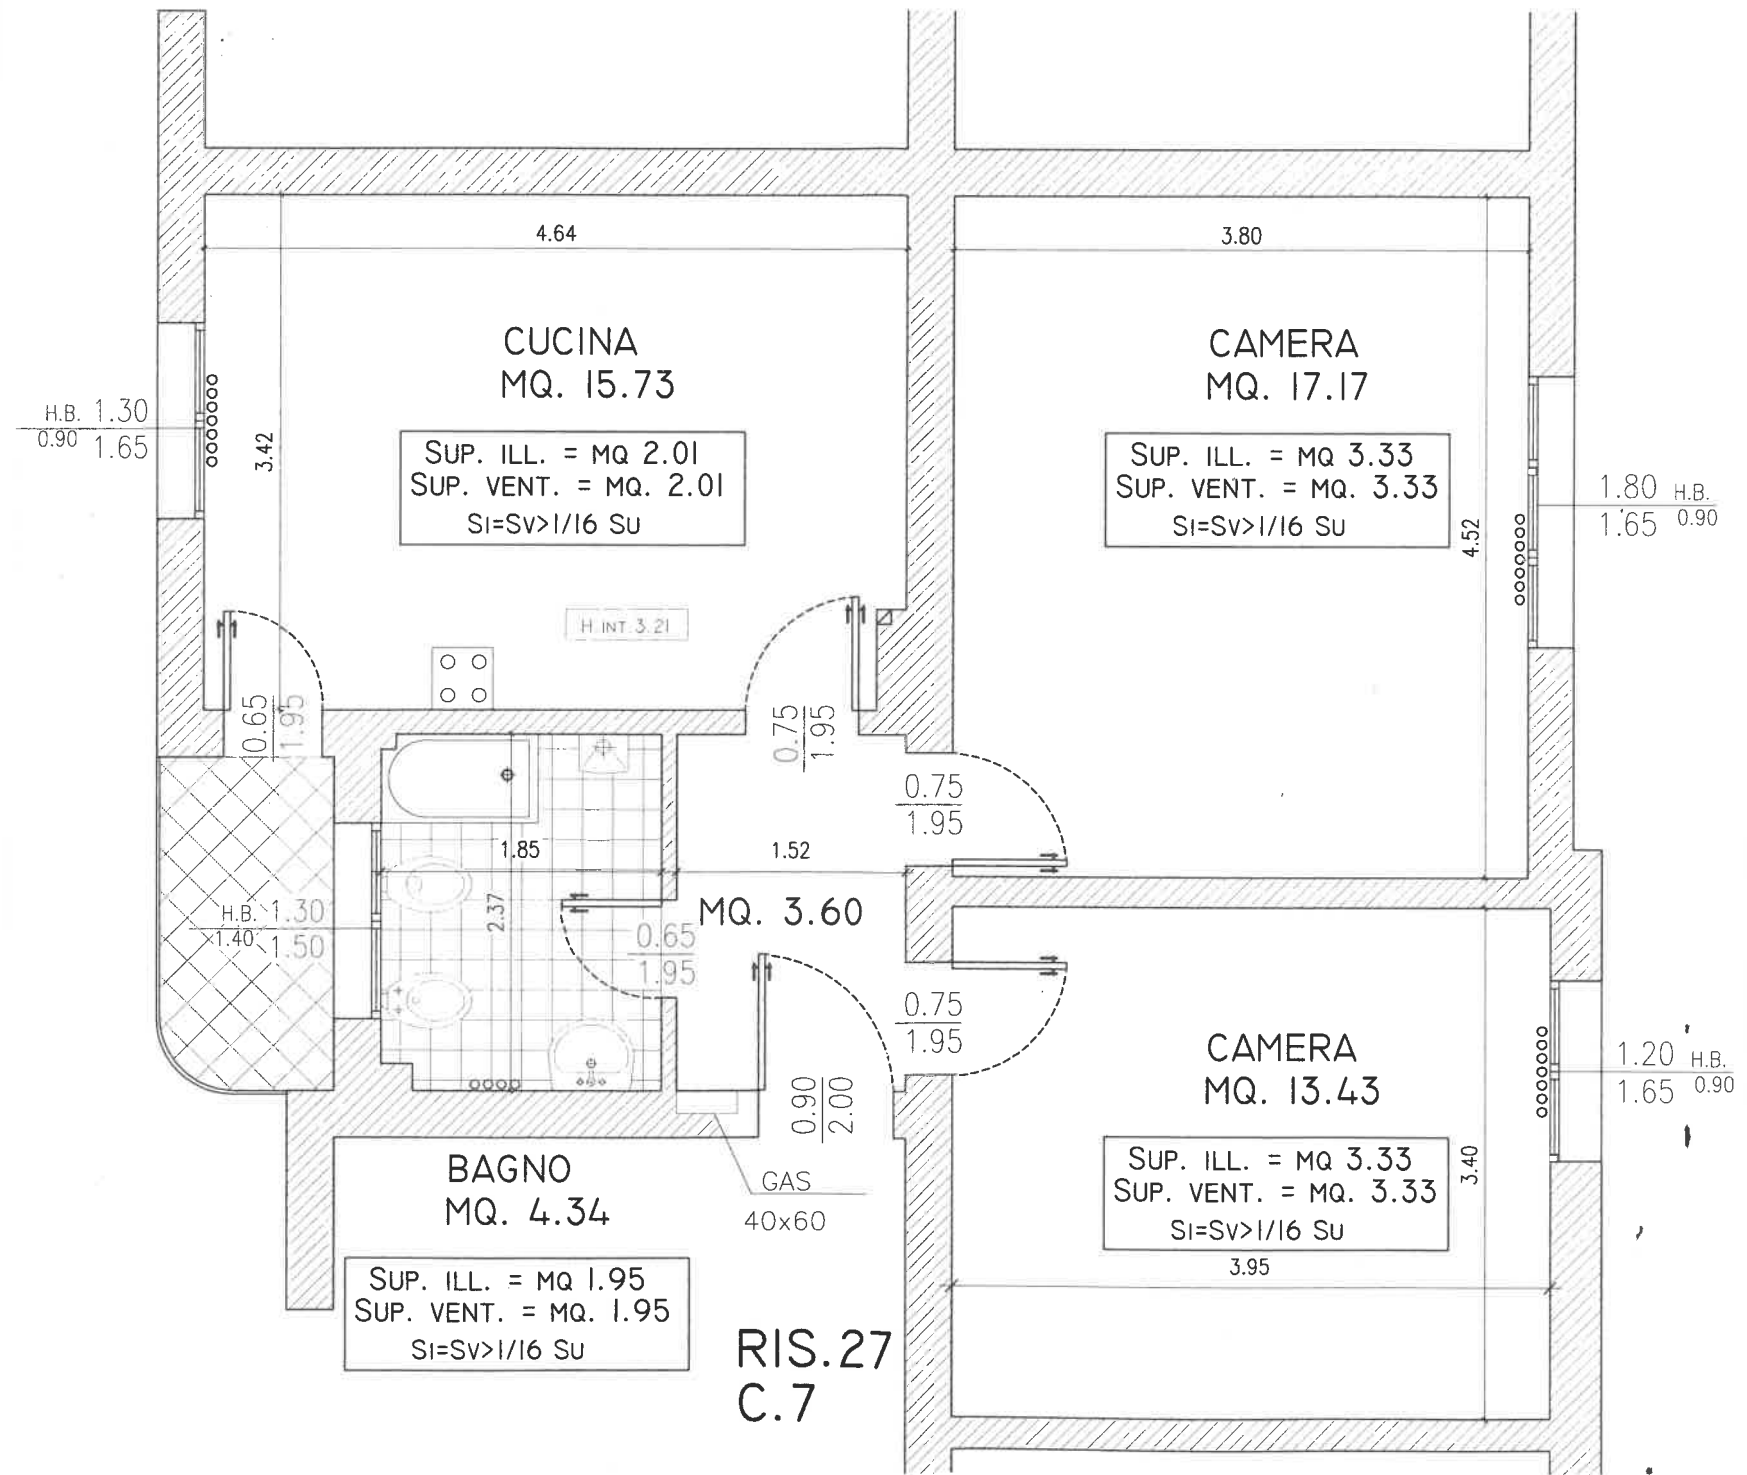 4.64
3.80
CUCINA
MQ. 15.73
CAMERA
MQ. 17.17
H.B. 1.30
0.90 1.65
3.42
SUP. ILL. = MQ 2.01
SUP. VENT. = MQ. 2.01
SI=SV>1/16 SU
SUP. ILL. = MQ 3.33
SUP. VENT. = MQ. 3.33
SI=SV>1/16 SU
4.52
1.80 H.B.
1.65 0.90
H.INT.3.21
0.65
1.95
0.75
1.95
0.75
1.95
1.85
1.52
2.37
MQ. 3.60
H.B. 1.30
1.40 1.50
0.65
1.95
0.75
1.95
0.90
2.00
CAMERA
MQ. 13.43
1.20 H.B.
1.65 0.90
SUP. ILL. = MQ 3.33
SUP. VENT. = MQ. 3.33
SI=SV>1/16 SU
3.40
3.95
BAGNO
MQ. 4.34
GAS
40x60
SUP. ILL. = MQ 1.95
SUP. VENT. = MQ. 1.95
SI=SV>1/16 SU
RIS.27
C.7